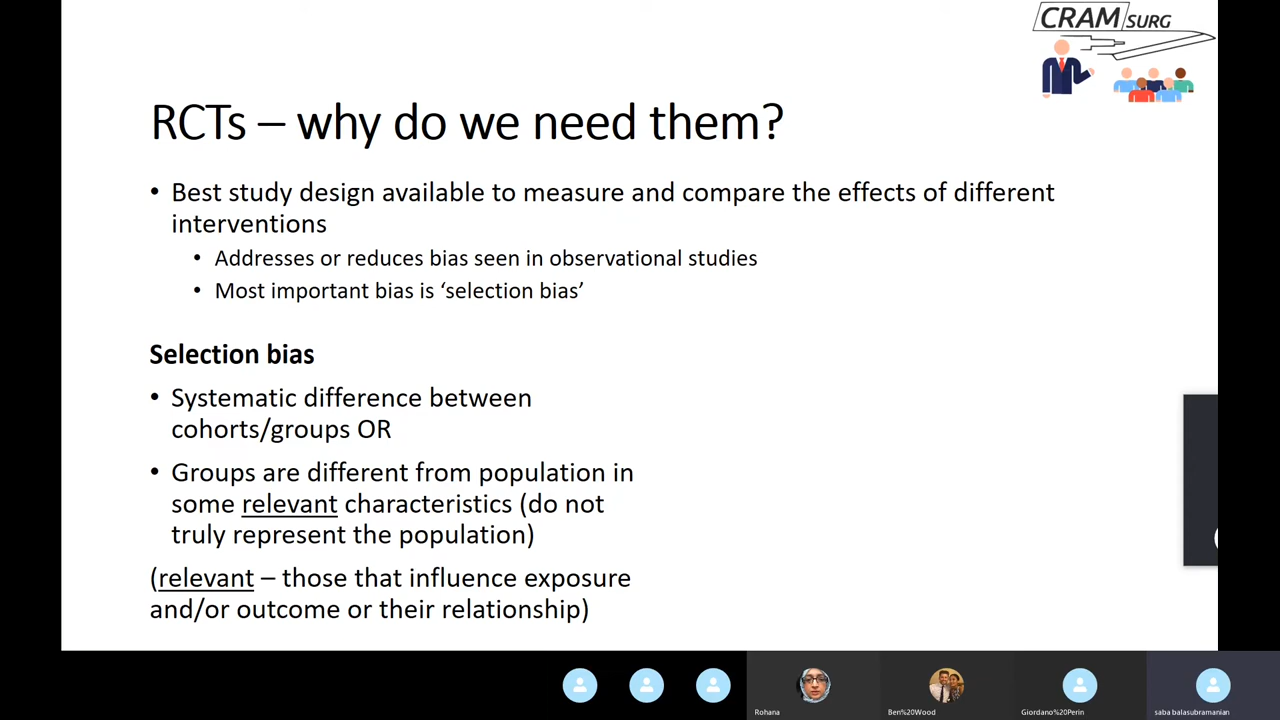 CRAM SURG
RCTs – why do we need them?
• Best study design available to measure and compare the effects of different
interventions
• Addresses or reduces bias seen in observational studies
• Most important bias is ‘selection bias’
Selection bias
• Systematic difference between
cohorts/groups OR
• Groups are different from population in
some relevant characteristics (do not
truly represent the population)
(relevant – those that influence exposure
and/or outcome or their relationship)
Rohana
Ben%20Wood
Giordano%20Perin
saba balasubramanian